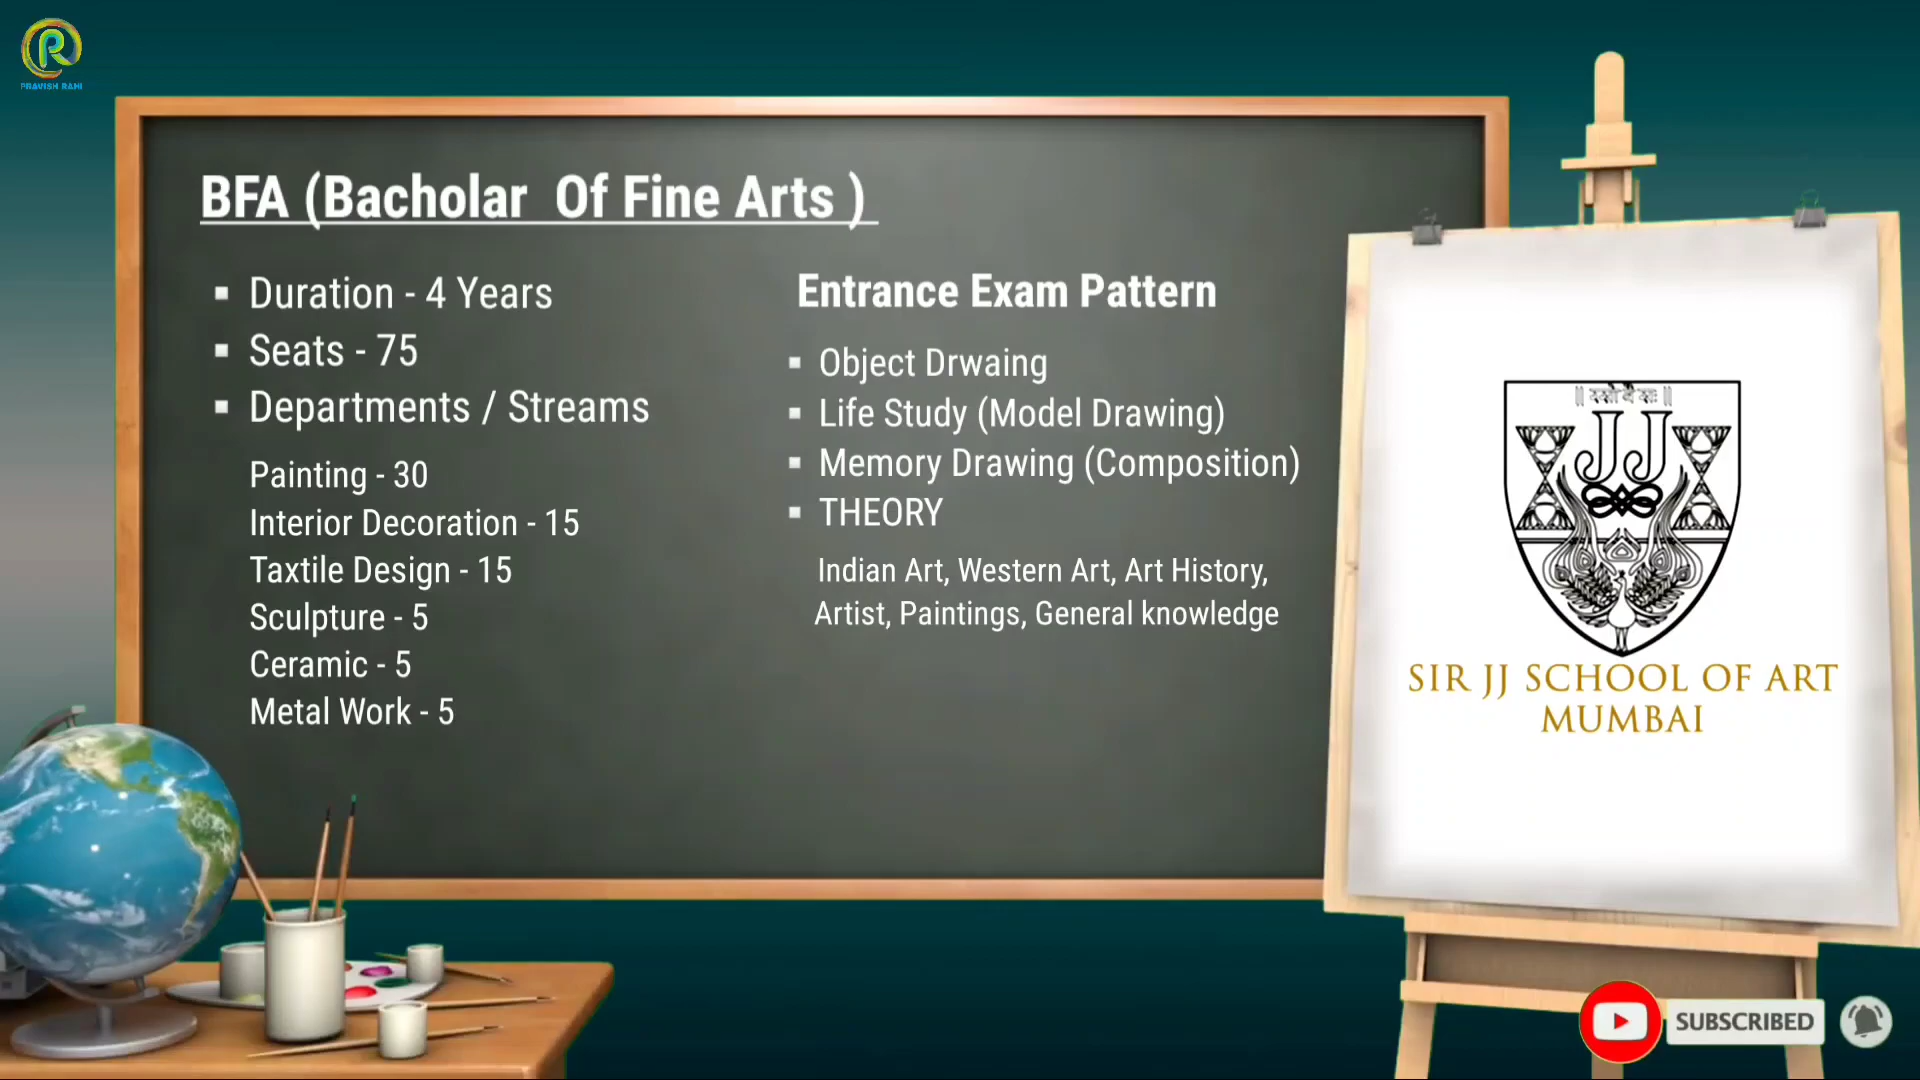 PRAVISH RAHI
BFA (Bacholar Of Fine Arts )
Duration - 4 Years
Seats - 75
Departments / Streams
Painting - 30
Interior Decoration - 15
Taxtile Design - 15
Sculpture - 5
Ceramic - 5
Metal Work - 5
Entrance Exam Pattern
Object Drwaing
Life Study (Model Drawing)
Memory Drawing (Composition)
THEORY
Indian Art, Western Art, Art History,
Artist, Paintings, General knowledge
JJ
SIR JJ SCHOOL OF ART
MUMBAI
SUBSCRIBED